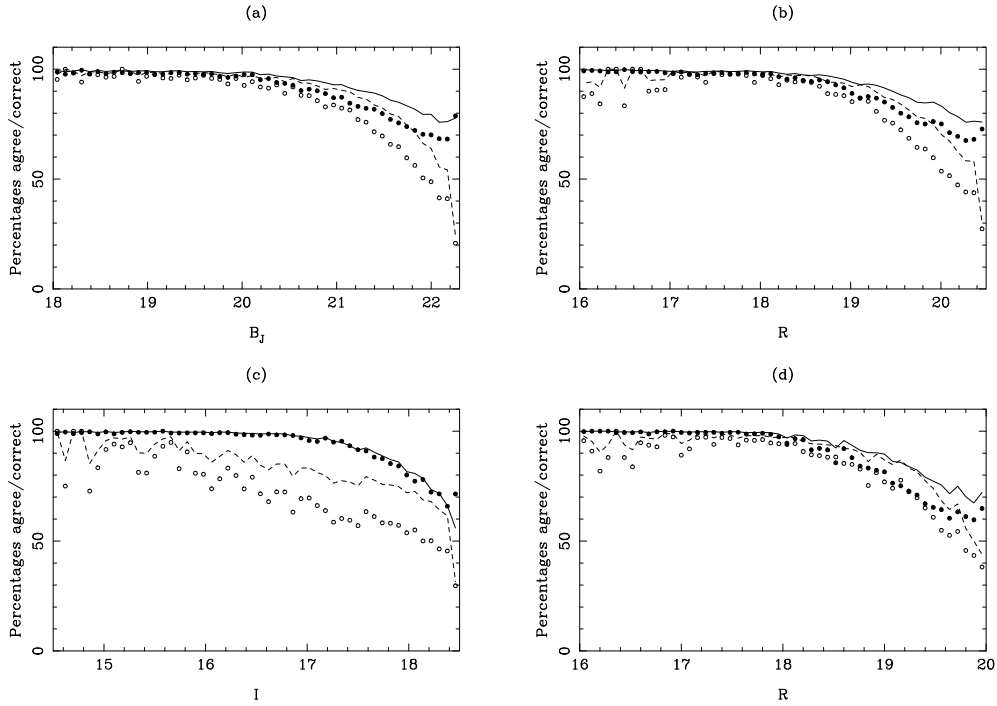 (a)
(b)
Percentages agree/correct
0 50 100
18 19 20 21 22
B_J
Percentages agree/correct
0 50 100
16 17 18 19 20
R
(c)
(d)
Percentages agree/correct
0 50 100
15 16 17 18
I
Percentages agree/correct
0 50 100
16 17 18 19 20
R